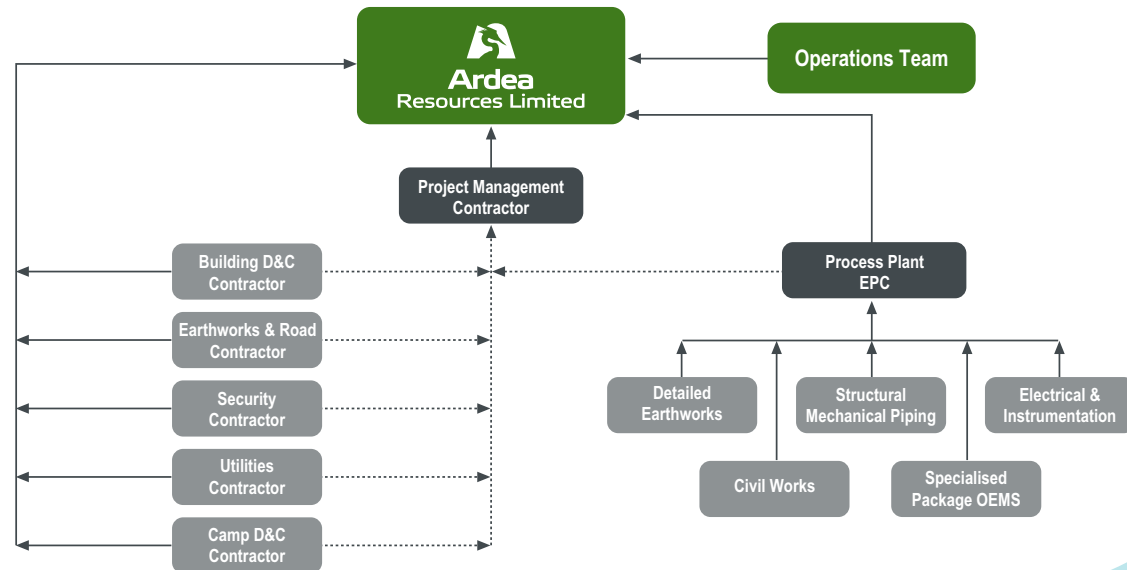 Ardea
Resources Limited
Operations Team
Project Management
Contractor
Building D&C
Contractor
Process Plant
EPC
Earthworks & Road
Contractor
Detailed
Earthworks
Structural
Mechanical Piping
Electrical &
Instrumentation
Security
Contractor
Utilities
Contractor
Civil Works
Specialised
Package OEMS
Camp D&C
Contractor